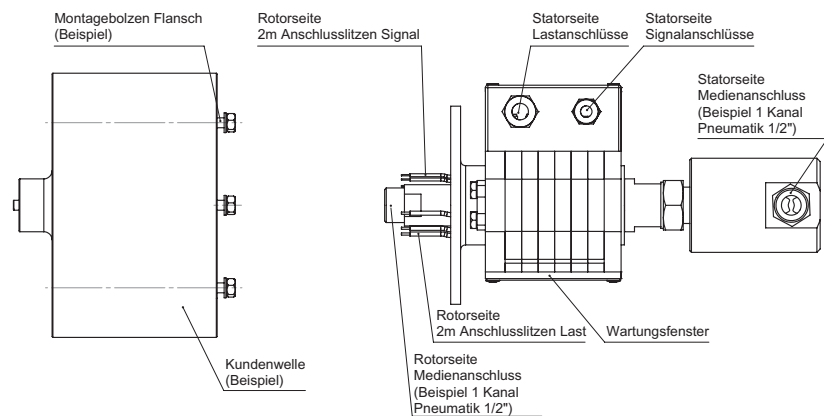 Montagebolzen Flansch
(Beispiel)
Rotorseite
2m Anschlusslitzen Signal
Statorseite
Lastanschlüsse
Statorseite
Signalanschlüsse
Statorseite
Medienanschluss
(Beispiel 1 Kanal
Pneumatik 1/2")
Rotorseite
2m Anschlusslitzen Last
Wartungsfenster
Kundenwelle
(Beispiel)
Rotorseite
Medienanschluss
(Beispiel 1 Kanal
Pneumatik 1/2")